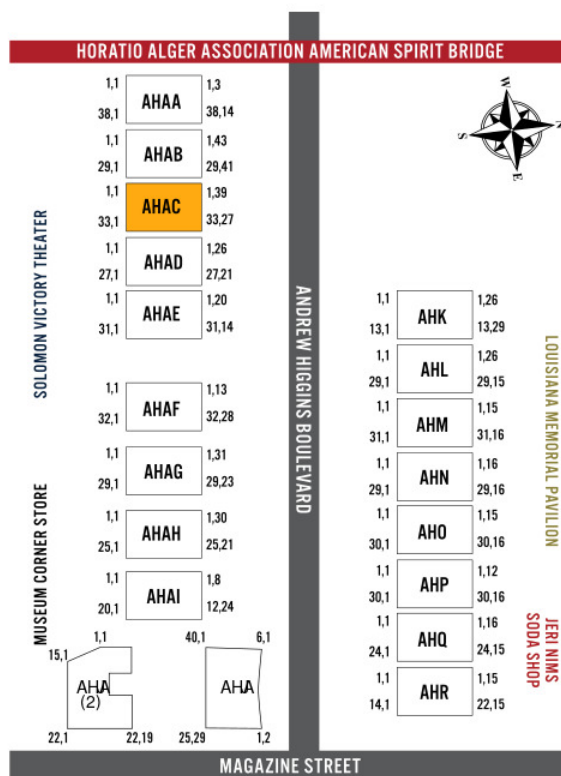 HORATIO ALGER ASSOCIATION AMERICAN SPIRIT BRIDGE
W
N
S
E
1,1 AHAA 1,3
38,1 38,14
1,1 AHAB 1,43
29,1 29,41
1,1 AHAC 1,39
33,1 33,27
1,1 AHAD 1,26
27,1 27,21
1,1 AHAE 1,20
31,1 31,14
1,1 AHAF 1,13
32,1 32,28
1,1 AHAG 1,31
29,1 29,23
1,1 AHAH 1,30
25,1 25,21
1,1 AHAI 1,8
20,1 12,24
1,1
15,1
AHA
(2)
22,1 22,19
40,1 6,1
AHA
25,29 1,2
SOLOMON VICTORY THEATER
MUSEUM CORNER STORE
ANDREW HIGGINS BOULEVARD
1,1 AHK 1,26
13,1 13,29
1,1 AHL 1,26
29,1 29,15
1,1 AHM 1,15
31,1 31,16
1,1 AHN 1,16
29,1 29,16
1,1 AHO 1,15
30,1 30,16
1,1 AHP 1,12
30,1 30,16
1,1 AHQ 1,16
24,1 24,15
1,1 AHR 1,15
14,1 22,15
LOUISIANA MEMORIAL PAVILION
JERI NIMS
SODA SHOP
MAGAZINE STREET